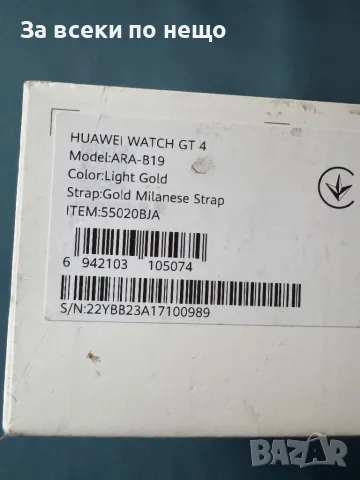 За всеки по нещо
HUAWEI WATCH GT 4
Model:ARA-B19
Color:Light Gold
Strap:Gold Milanese Strap
ITEM:55020BJA
6 942103 105074
S/N:22YBB23A17100989
BAZAR